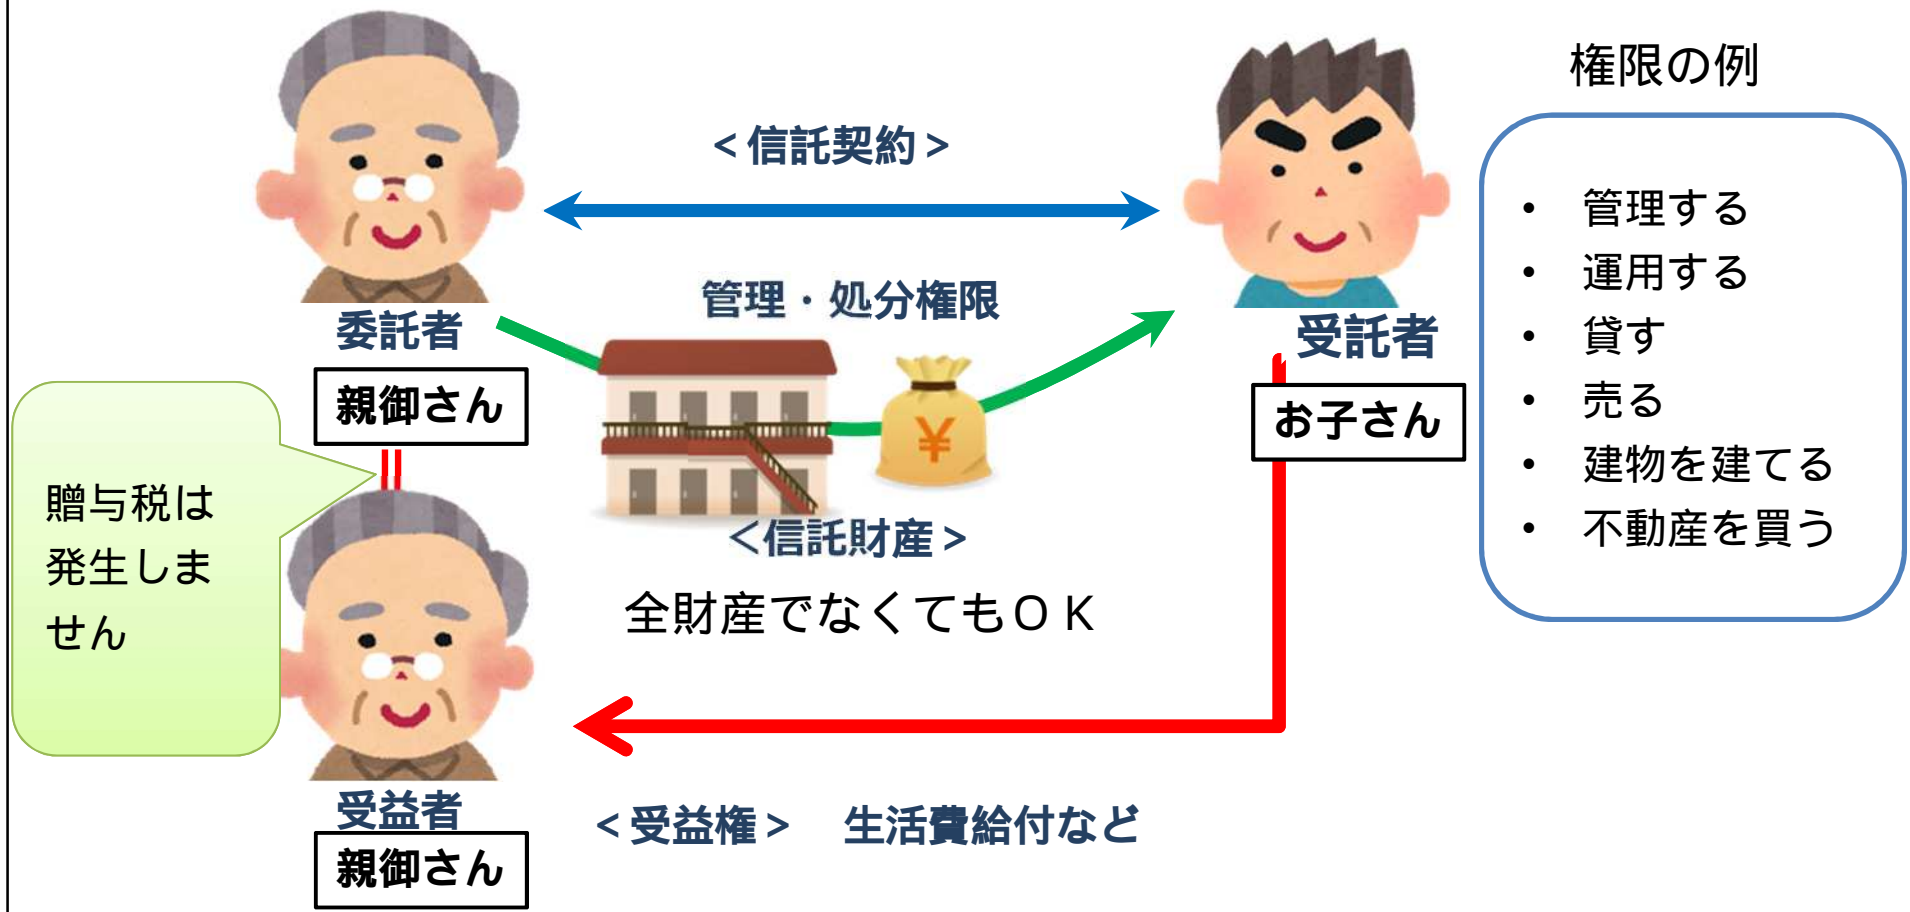 権限の例
<信託契約>
・ 管理する
・ 運用する
・ 貸す
・ 売る
・ 建物を建てる
・ 不動産を買う
管理・処分権限
委託者
親御さん
受託者
お子さん
¥
<信託財産>
全財産でなくてもOK
贈与税は
発生しま
せん
受益者
親御さん
<受益権> 生活費給付など